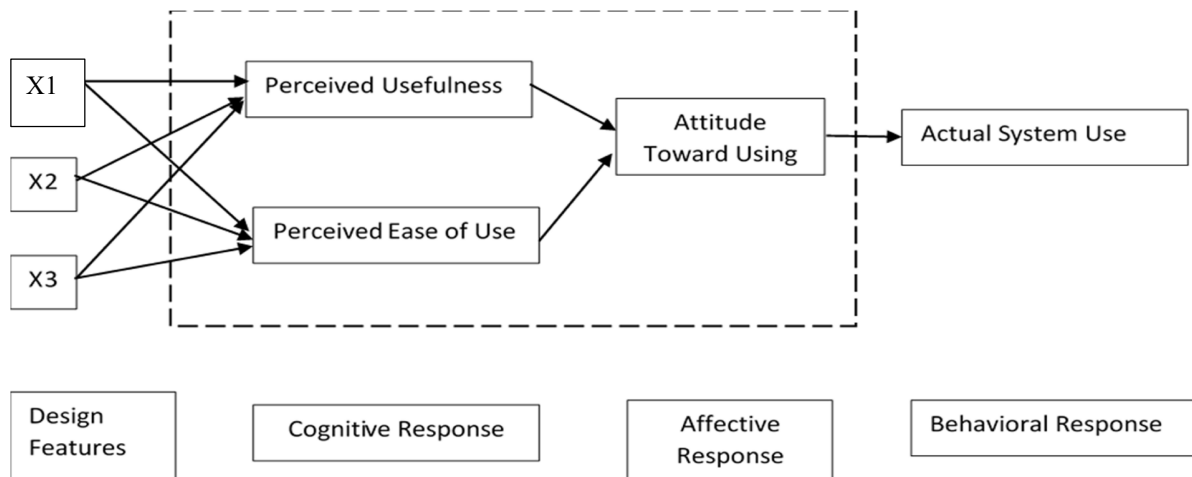 X1
Perceived Usefulness
Attitude
Toward Using
Actual System Use
X2
Perceived Ease of Use
X3
Design
Features
Cognitive Response
Affective
Response
Behavioral Response